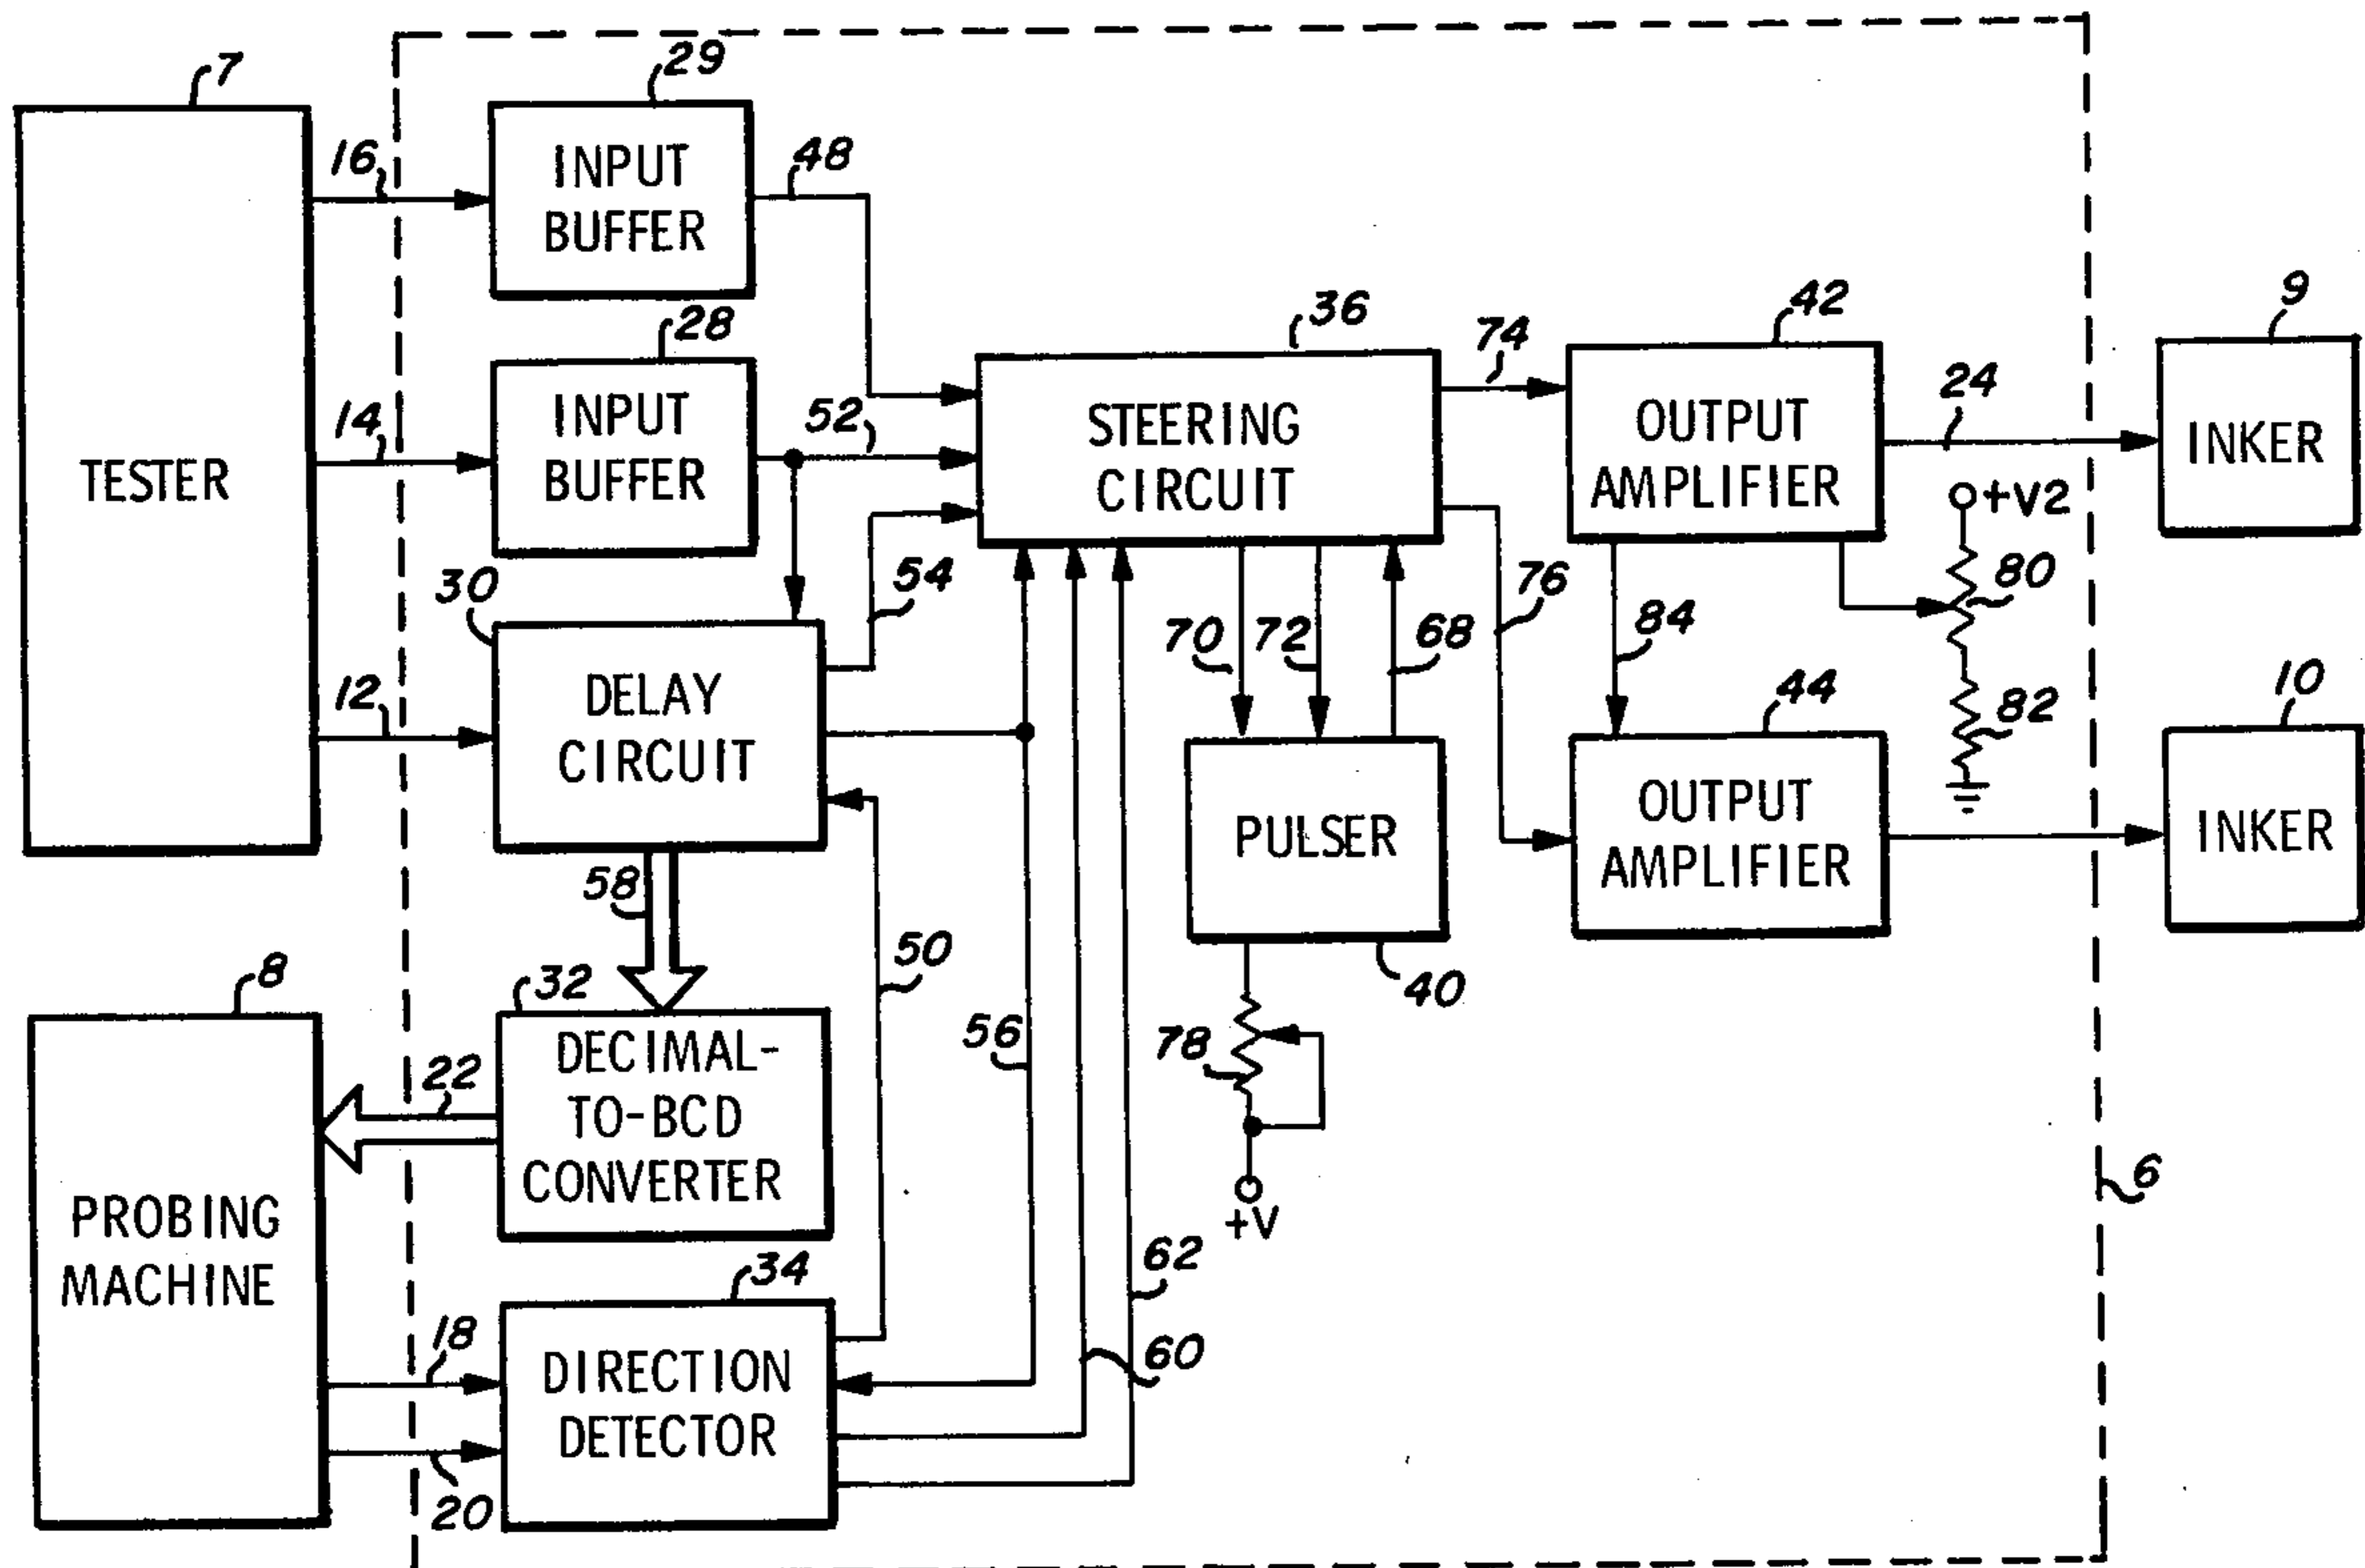 7
29
16
INPUT
BUFFER
48
28
14
INPUT
BUFFER
52
TESTER
30
12
DELAY
CIRCUIT
54
36
STEERING
CIRCUIT
74
42
OUTPUT
AMPLIFIER
24
9
INKER
+V2
80
82
70
72
68
76
84
44
OUTPUT
AMPLIFIER
10
INKER
PULSER
40
78
+V
58
50
56
8
32
22
DECIMAL-
TO-BCD
CONVERTER
PROBING
MACHINE
34
18
20
DIRECTION
DETECTOR
62
60
6